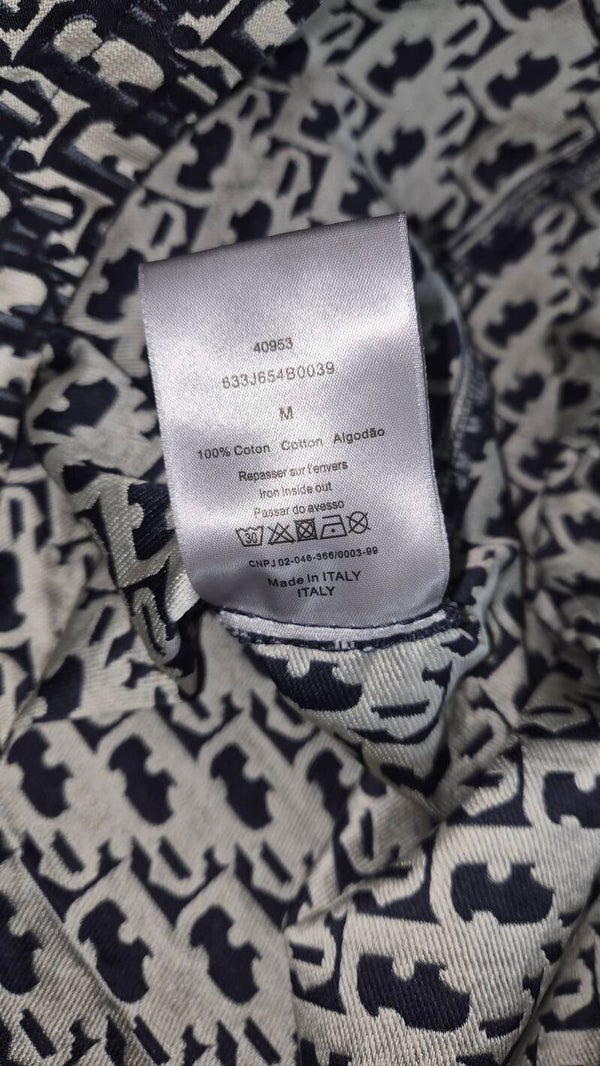 40953
633J654B0039
M
100% Coton Cotton Algodão
Repasser sur l'envers
Iron Inside out
Passar do avesso
30
CNPJ 02-046-366/0003-99
Made In ITALY
ITALY